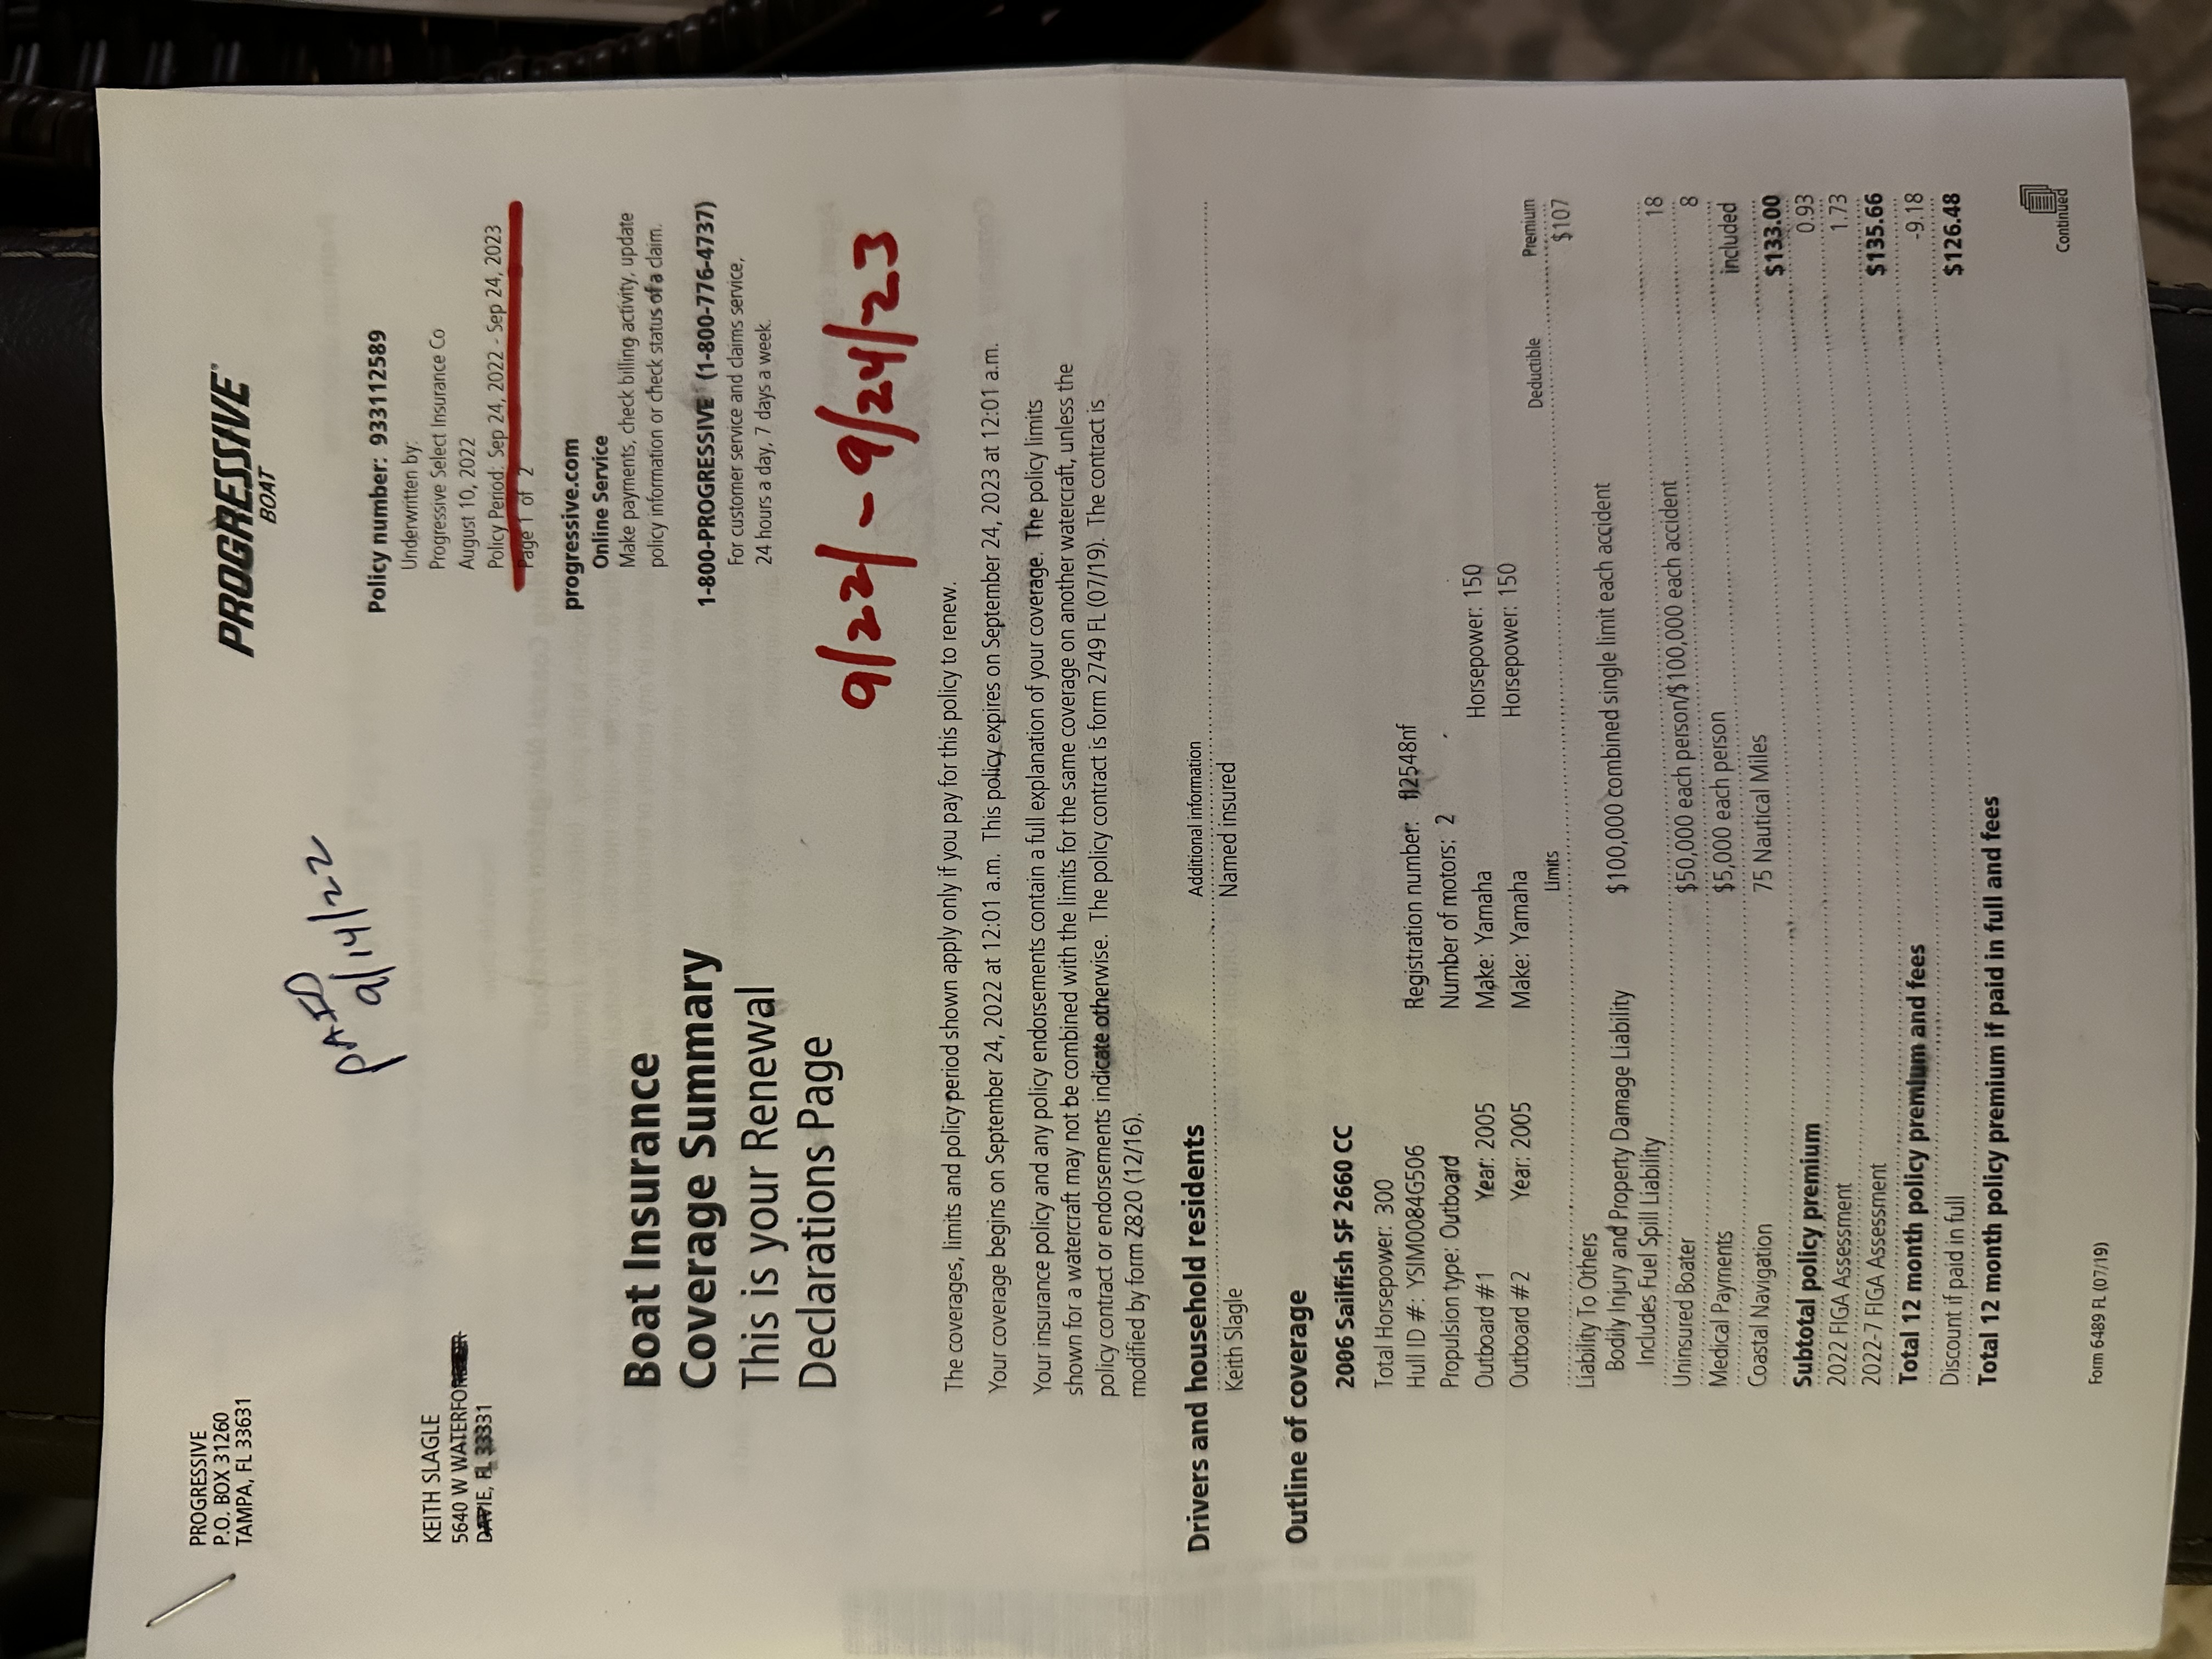 PROGRESSIVE
P.O. BOX 31260
TAMPA, FL 33631
PROGRESSIVE
BOAT
PAID
9/14/22
KEITH SLAGLE
5640 W WATERFO
DAVIE, FL 33331
Policy number: 933112589
Underwritten by:
Progressive Select Insurance Co
August 10, 2022
Policy Period: Sep 24, 2022 - Sep 24, 2023
Page 1 of 2
progressive.com
Online Service
Make payments, check billing activity, update
policy information or check status of a claim.
1-800-PROGRESSIVE (1-800-776-4737)
For customer service and claims service,
24 hours a day, 7 days a week.
Boat Insurance
Coverage Summary
This is your Renewal
Declarations Page
9/22/ - 9/24/23
The coverages, limits and policy period shown apply only if you pay for this policy to renew.
Your coverage begins on September 24, 2022 at 12:01 a.m. This policy expires on September 24, 2023 at 12:01 a.m.
Your insurance policy and any policy endorsements contain a full explanation of your coverage. The policy limits
shown for a watercraft may not be combined with the limits for the same coverage on another watercraft, unless the
policy contract or endorsements indicate otherwise. The policy contract is form 2749 FL (07/19). The contract is
modified by form Z820 (12/16).
Drivers and household residents Additional information
Keith Slagle Named insured
Outline of coverage
2006 Sailfish SF 2660 CC
Total Horsepower: 300
Hull ID #: YSIM0084G506 Registration number: fl2548nf
Propulsion type: Outboard Number of motors: 2
Outboard #1 Year: 2005 Make: Yamaha Horsepower: 150
Outboard #2 Year: 2005 Make: Yamaha Horsepower: 150
Limits Deductible Premium
Liability To Others $107
Bodily Injury and Property Damage Liability $100,000 combined single limit each accident
Includes Fuel Spill Liability
Uninsured Boater $50,000 each person/$100,000 each accident 18
Medical Payments $5,000 each person 8
Coastal Navigation 75 Nautical Miles included
Subtotal policy premium $133.00
2022 FIGA Assessment 0.93
2022-7 FIGA Assessment 1.73
Total 12 month policy premium and fees $135.66
Discount if paid in full -9.18
Total 12 month policy premium if paid in full and fees $126.48
Form 6489 FL (07/19)
Continued